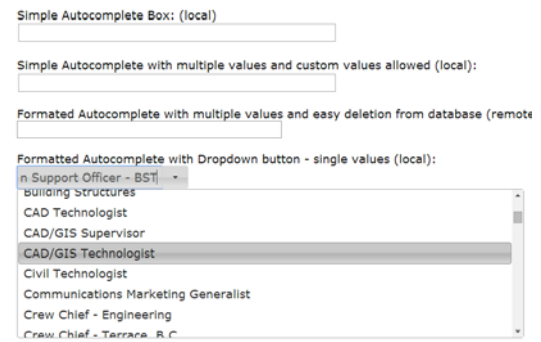 Simple Autocomplete Box: (local)
Simple Autocomplete with multiple values and custom values allowed (local):
Formated Autocomplete with multiple values and easy deletion from database (remote
Formatted Autocomplete with Dropdown button - single values (local):
n Support Officer - BST
Building Structures
CAD Technologist
CAD/GIS Supervisor
CAD/GIS Technologist
Civil Technologist
Communications Marketing Generalist
Crew Chief - Engineering
Crew Chief - Terrace, B.C.